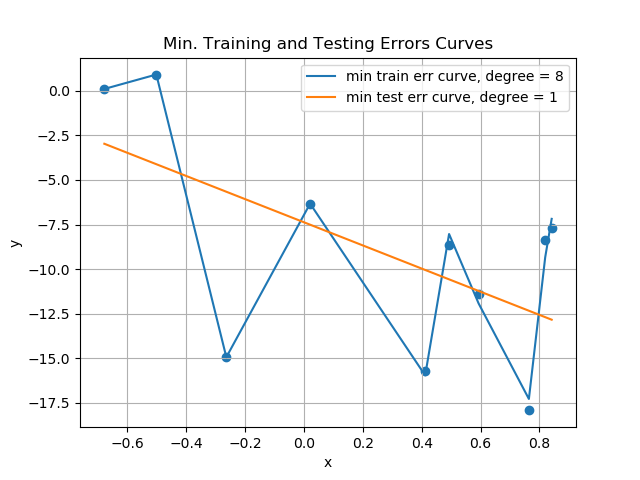 Min. Training and Testing Errors Curves
min train err curve, degree = 8
min test err curve, degree = 1
y
0.0
−2.5
−5.0
−7.5
−10.0
−12.5
−15.0
−17.5
−0.6 −0.4 −0.2 0.0 0.2 0.4 0.6 0.8
x